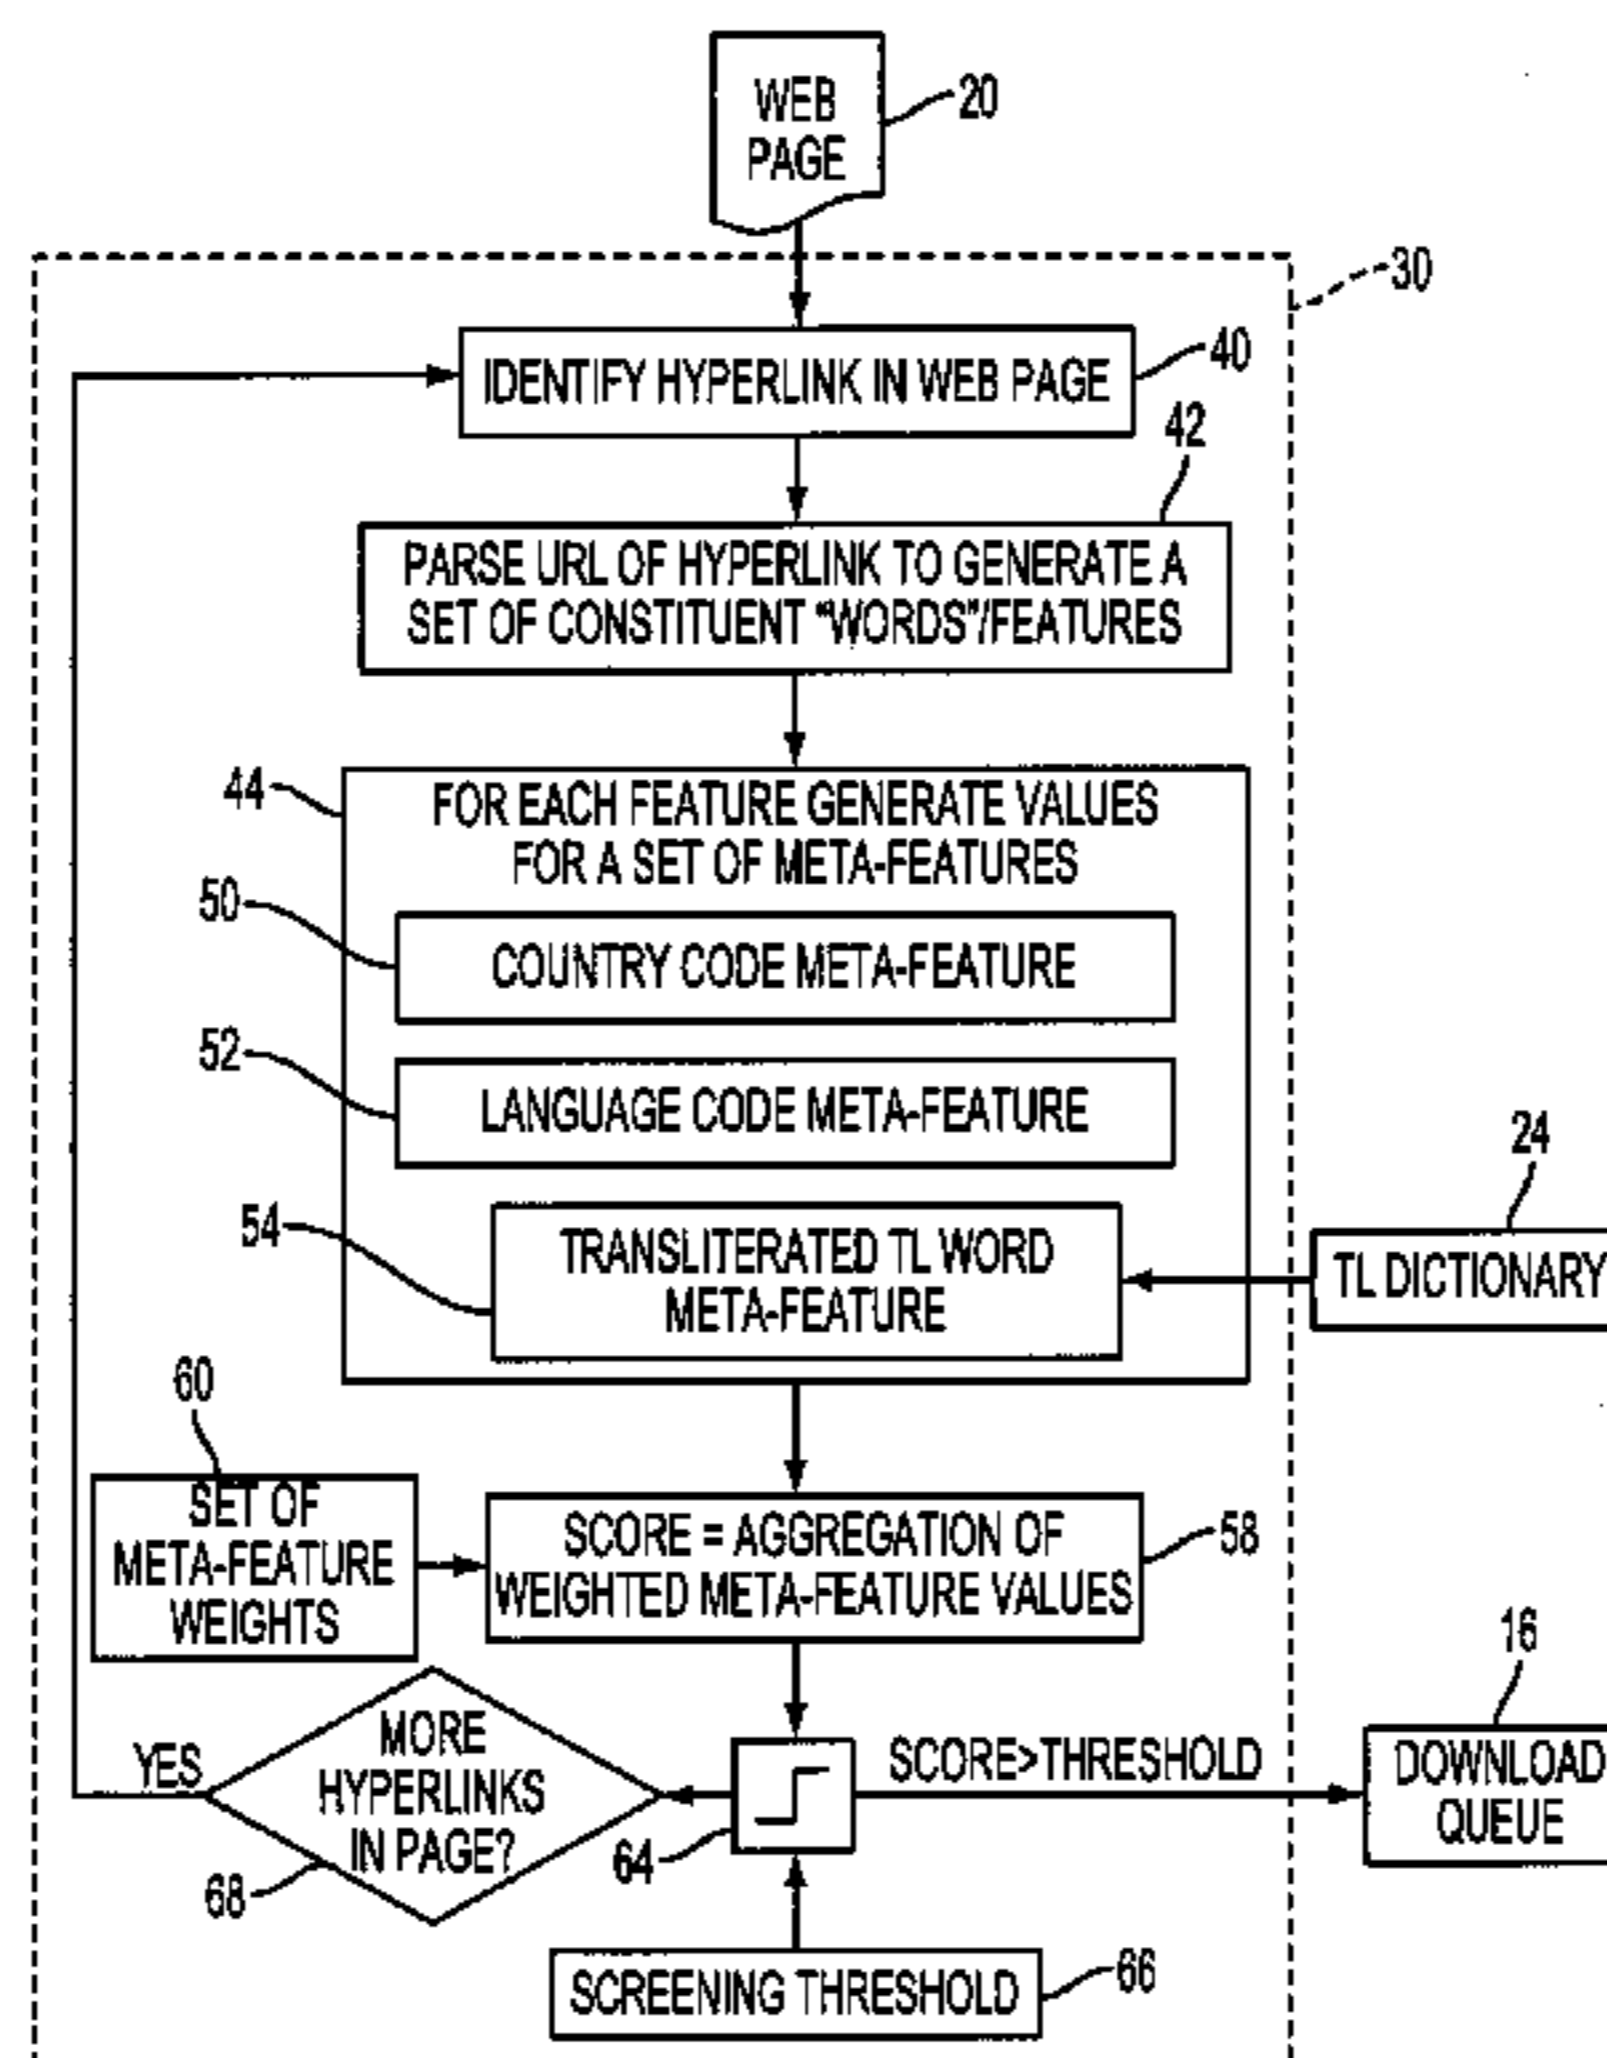 WEB
PAGE
20
30
IDENTIFY HYPERLINK IN WEB PAGE
40
42
PARSE URL OF HYPERLINK TO GENERATE A
SET OF CONSTITUENT "WORDS"/FEATURES
44
FOR EACH FEATURE GENERATE VALUES
FOR A SET OF META-FEATURES
50
COUNTRY CODE META-FEATURE
52
LANGUAGE CODE META-FEATURE
54
TRANSLITERATED TL WORD
META-FEATURE
24
TL DICTIONARY
60
SET OF
META-FEATURE
WEIGHTS
SCORE = AGGREGATION OF
WEIGHTED META-FEATURE VALUES
58
16
YES
MORE
HYPERLINKS
IN PAGE?
68
64
SCORE>THRESHOLD
DOWNLOAD
QUEUE
SCREENING THRESHOLD
66